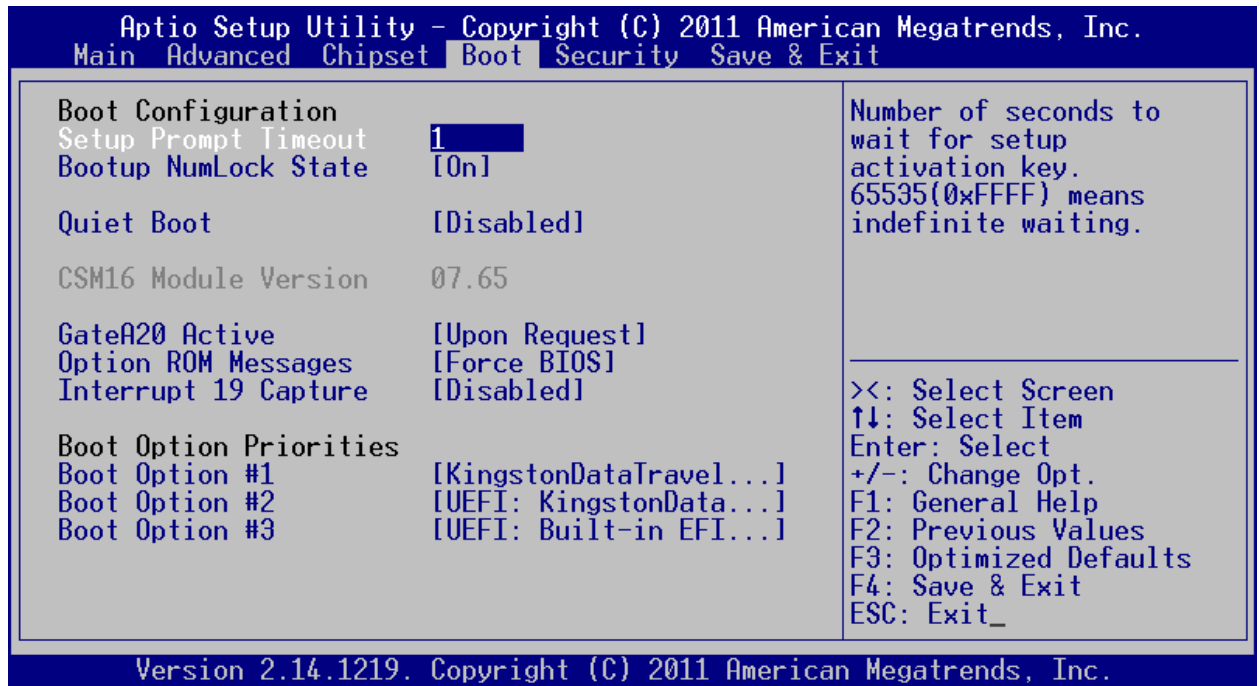 Aptio Setup Utility – Copyright (C) 2011 American Megatrends, Inc.
Main Advanced Chipset Boot Security Save & Exit
Boot Configuration
Setup Prompt Timeout 1
Bootup NumLock State [On]
Quiet Boot [Disabled]
CSM16 Module Version 07.65
GateA20 Active [Upon Request]
Option ROM Messages [Force BIOS]
Interrupt 19 Capture [Disabled]
Boot Option Priorities
Boot Option #1 [KingstonDataTravel...]
Boot Option #2 [UEFI: KingstonData...]
Boot Option #3 [UEFI: Built-in EFI...]
Number of seconds to
wait for setup
activation key.
65535(0xFFFF) means
indefinite waiting.
><: Select Screen
↑↓: Select Item
Enter: Select
+/-: Change Opt.
F1: General Help
F2: Previous Values
F3: Optimized Defaults
F4: Save & Exit
ESC: Exit_
Version 2.14.1219. Copyright (C) 2011 American Megatrends, Inc.